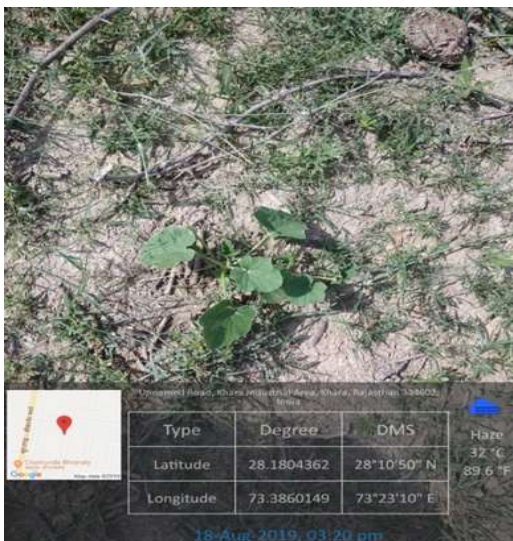 Unnamed Road, Khara Industrial Area, Khara, Rajasthan 334602,
India
Type Degree DMS
Latitude 28.1804362 28°10'50" N
Longitude 73.3860149 73°23'10" E
Haze
32 °C
89.6 °F
Google
18-Aug-2019, 03:20 pm